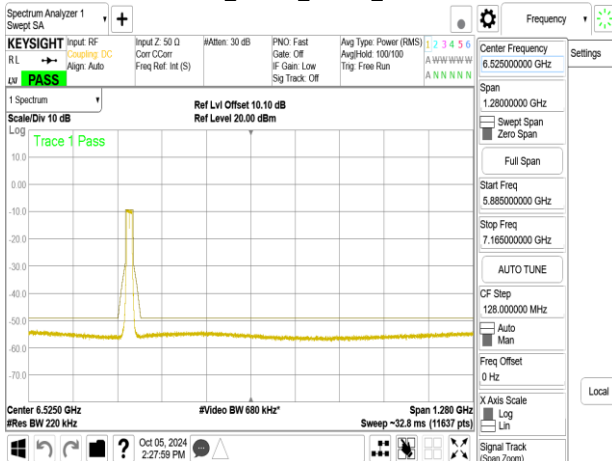 Spectrum Analyzer 1
Swept SA
Frequency
KEYSIGHT
RL
PASS
Input: RF
Coupling: DC
Align: Auto
Input Z: 50 Ω
Corr CCorr
Freq Ref: Int (S)
#Atten: 30 dB
PNO: Fast
Gate: Off
IF Gain: Low
Sig Track: Off
Avg Type: Power (RMS)
Avg|Hold: 100/100
Trig: Free Run
1 2 3 4 5 6
A W W W W W
A N N N N N
Center Frequency
6.525000000 GHz
Settings
Span
1.28000000 GHz
Swept Span
Zero Span
Full Span
Start Freq
5.885000000 GHz
Stop Freq
7.165000000 GHz
AUTO TUNE
CF Step
128.000000 MHz
Auto
Man
Freq Offset
0 Hz
X Axis Scale
Log
Lin
Local
Signal Track
(Span Zoom)
1 Spectrum
Scale/Div 10 dB
Ref Lvl Offset 10.10 dB
Ref Level 20.00 dBm
Log
Trace 1 Pass
10.0
0.00
-10.0
-20.0
-30.0
-40.0
-50.0
-60.0
-70.0
Center 6.5250 GHz
#Video BW 680 kHz*
Span 1.280 GHz
#Res BW 220 kHz
Sweep ~32.8 ms (11637 pts)
?
Oct 05, 2024
2:27:59 PM